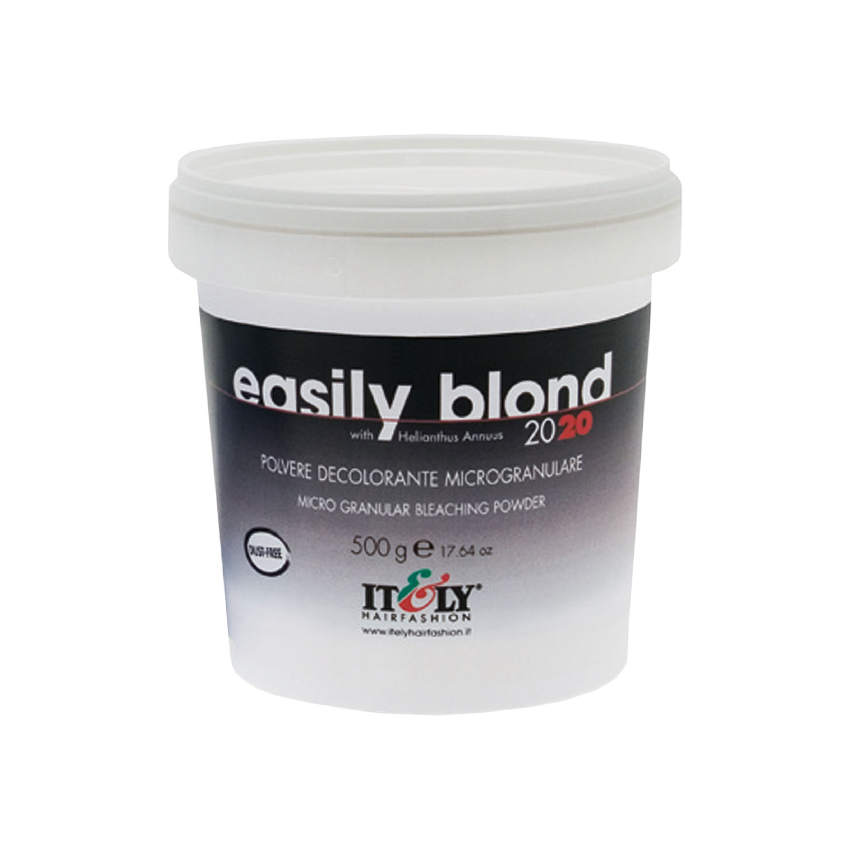 easily blond
with Helianthus Annuus 2020
POLVERE DECOLORANTE MICROGRANULARE
MICRO GRANULAR BLEACHING POWDER
DUST-FREE
500 g e 17.64 oz
IT&LY®
HAIRFASHION
www.itelyhairfashion.it